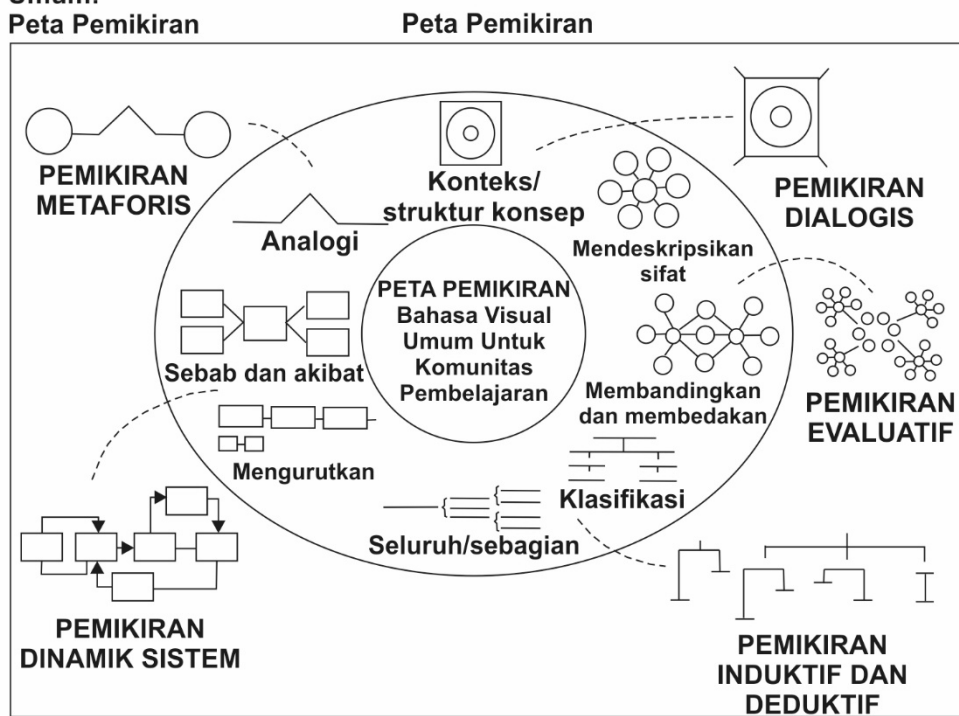 Peta Pemikiran
Peta Pemikiran
PEMIKIRAN
METAFORIS
Konteks/
struktur konsep
PEMIKIRAN
DIALOGIS
Analogi
Mendeskripsikan
sifat
PETA PEMIKIRAN
Bahasa Visual
Umum Untuk
Komunitas
Pembelajaran
Sebab dan akibat
Membandingkan
dan membedakan
PEMIKIRAN
EVALUATIF
Mengurutkan
Klasifikasi
Seluruh/sebagian
PEMIKIRAN
DINAMIK SISTEM
PEMIKIRAN
INDUKTIF DAN
DEDUKTIF